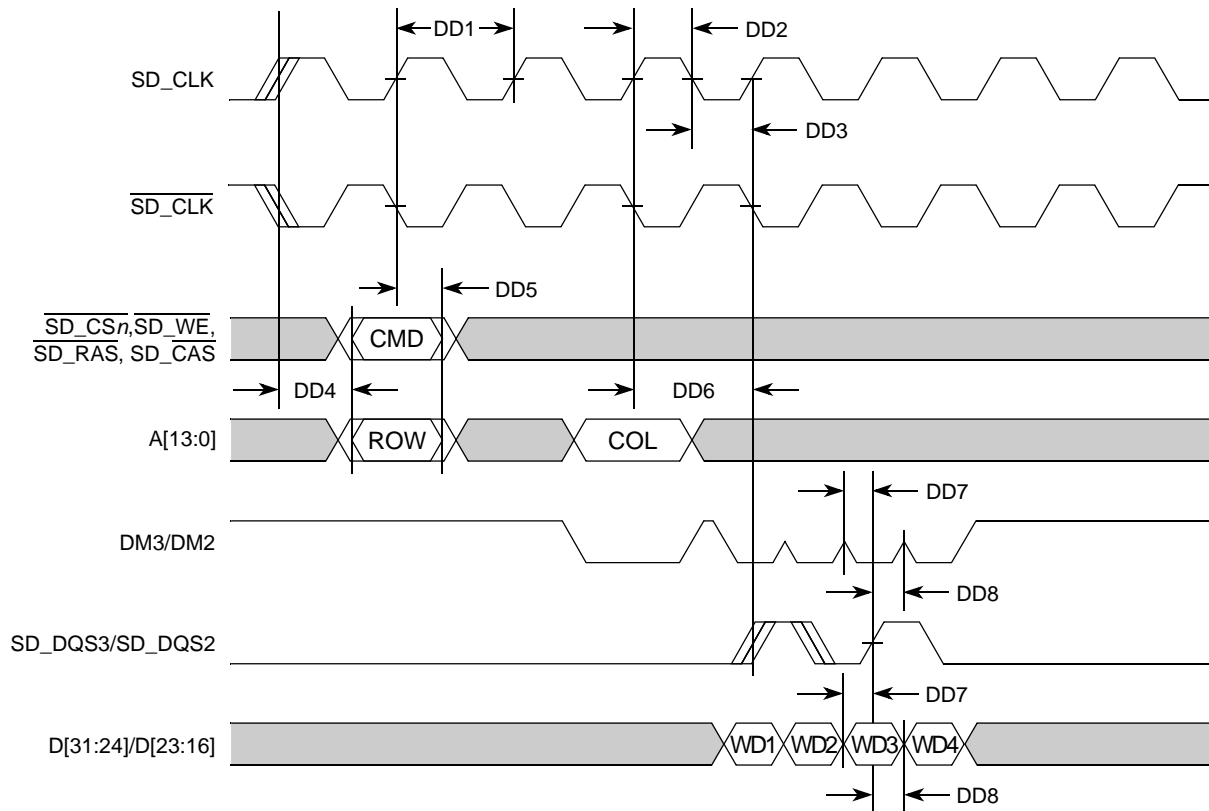 DD1
DD2
SD_CLK
DD3
SD_CLK
DD5
SD_CSn,SD_WE,
SD_RAS, SD_CAS
CMD
DD4
DD6
A[13:0]
ROW
COL
DD7
DM3/DM2
DD8
SD_DQS3/SD_DQS2
DD7
D[31:24]/D[23:16]
WD1
WD2
WD3
WD4
DD8